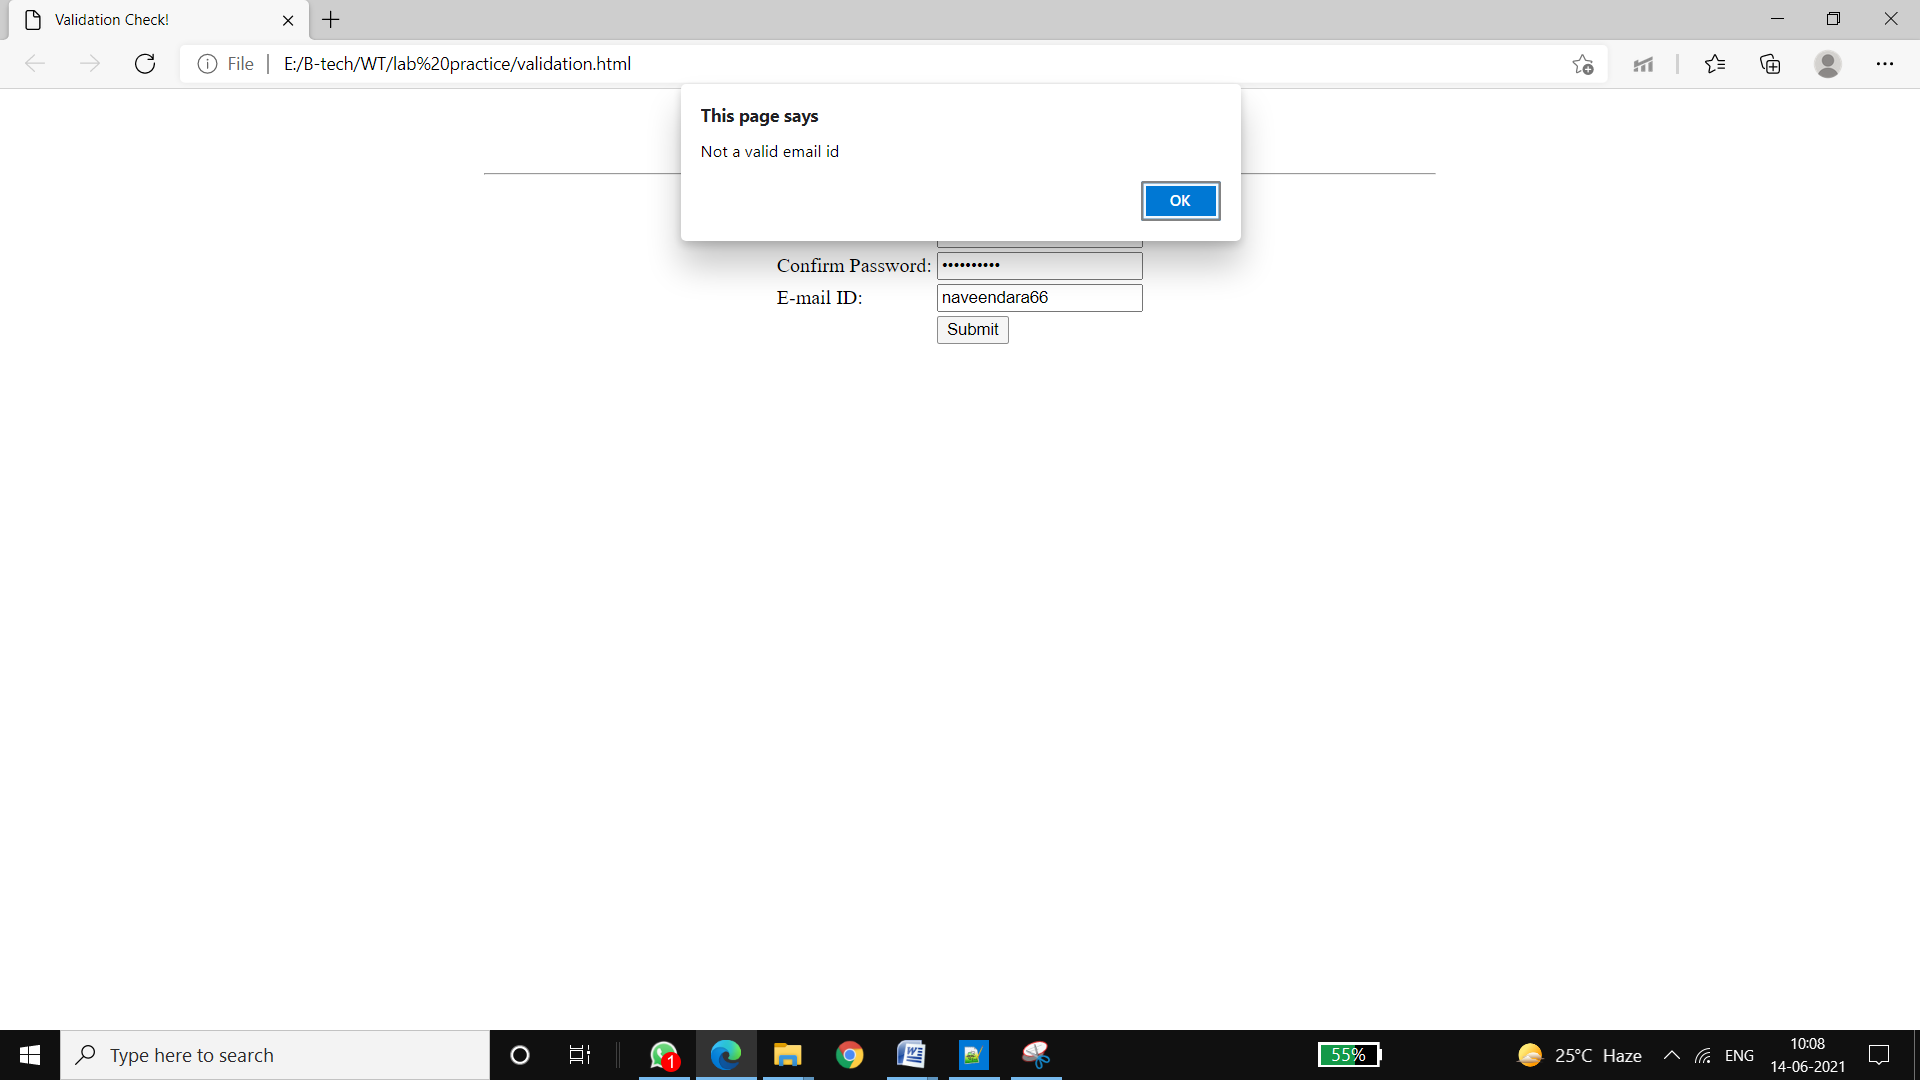 Validation Check!
File
E:/B-tech/WT/lab%20practice/validation.html
This page says
Not a valid email id
OK
Confirm Password: ••••••••••
E-mail ID: naveendara66
Submit
Type here to search
1
55%
25°C Haze
ENG
10:08
14-06-2021